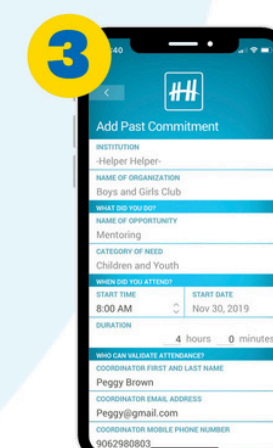 3
:40
HH
Add Past Commitment
INSTITUTION
-Helper Helper-
NAME OF ORGANIZATION
Boys and Girls Club
WHAT DID YOU DO?
NAME OF OPPORTUNITY
Mentoring
CATEGORY OF NEED
Children and Youth
WHEN DID YOU ATTEND?
START TIME START DATE
8:00 AM Nov 30, 2019
DURATION
4 hours 0 minutes
WHO CAN VALIDATE ATTENDANCE?
COORDINATOR FIRST AND LAST NAME
Peggy Brown
COORDINATOR EMAIL ADDRESS
Peggy@gmail.com
COORDINATOR MOBILE PHONE NUMBER
9062980803